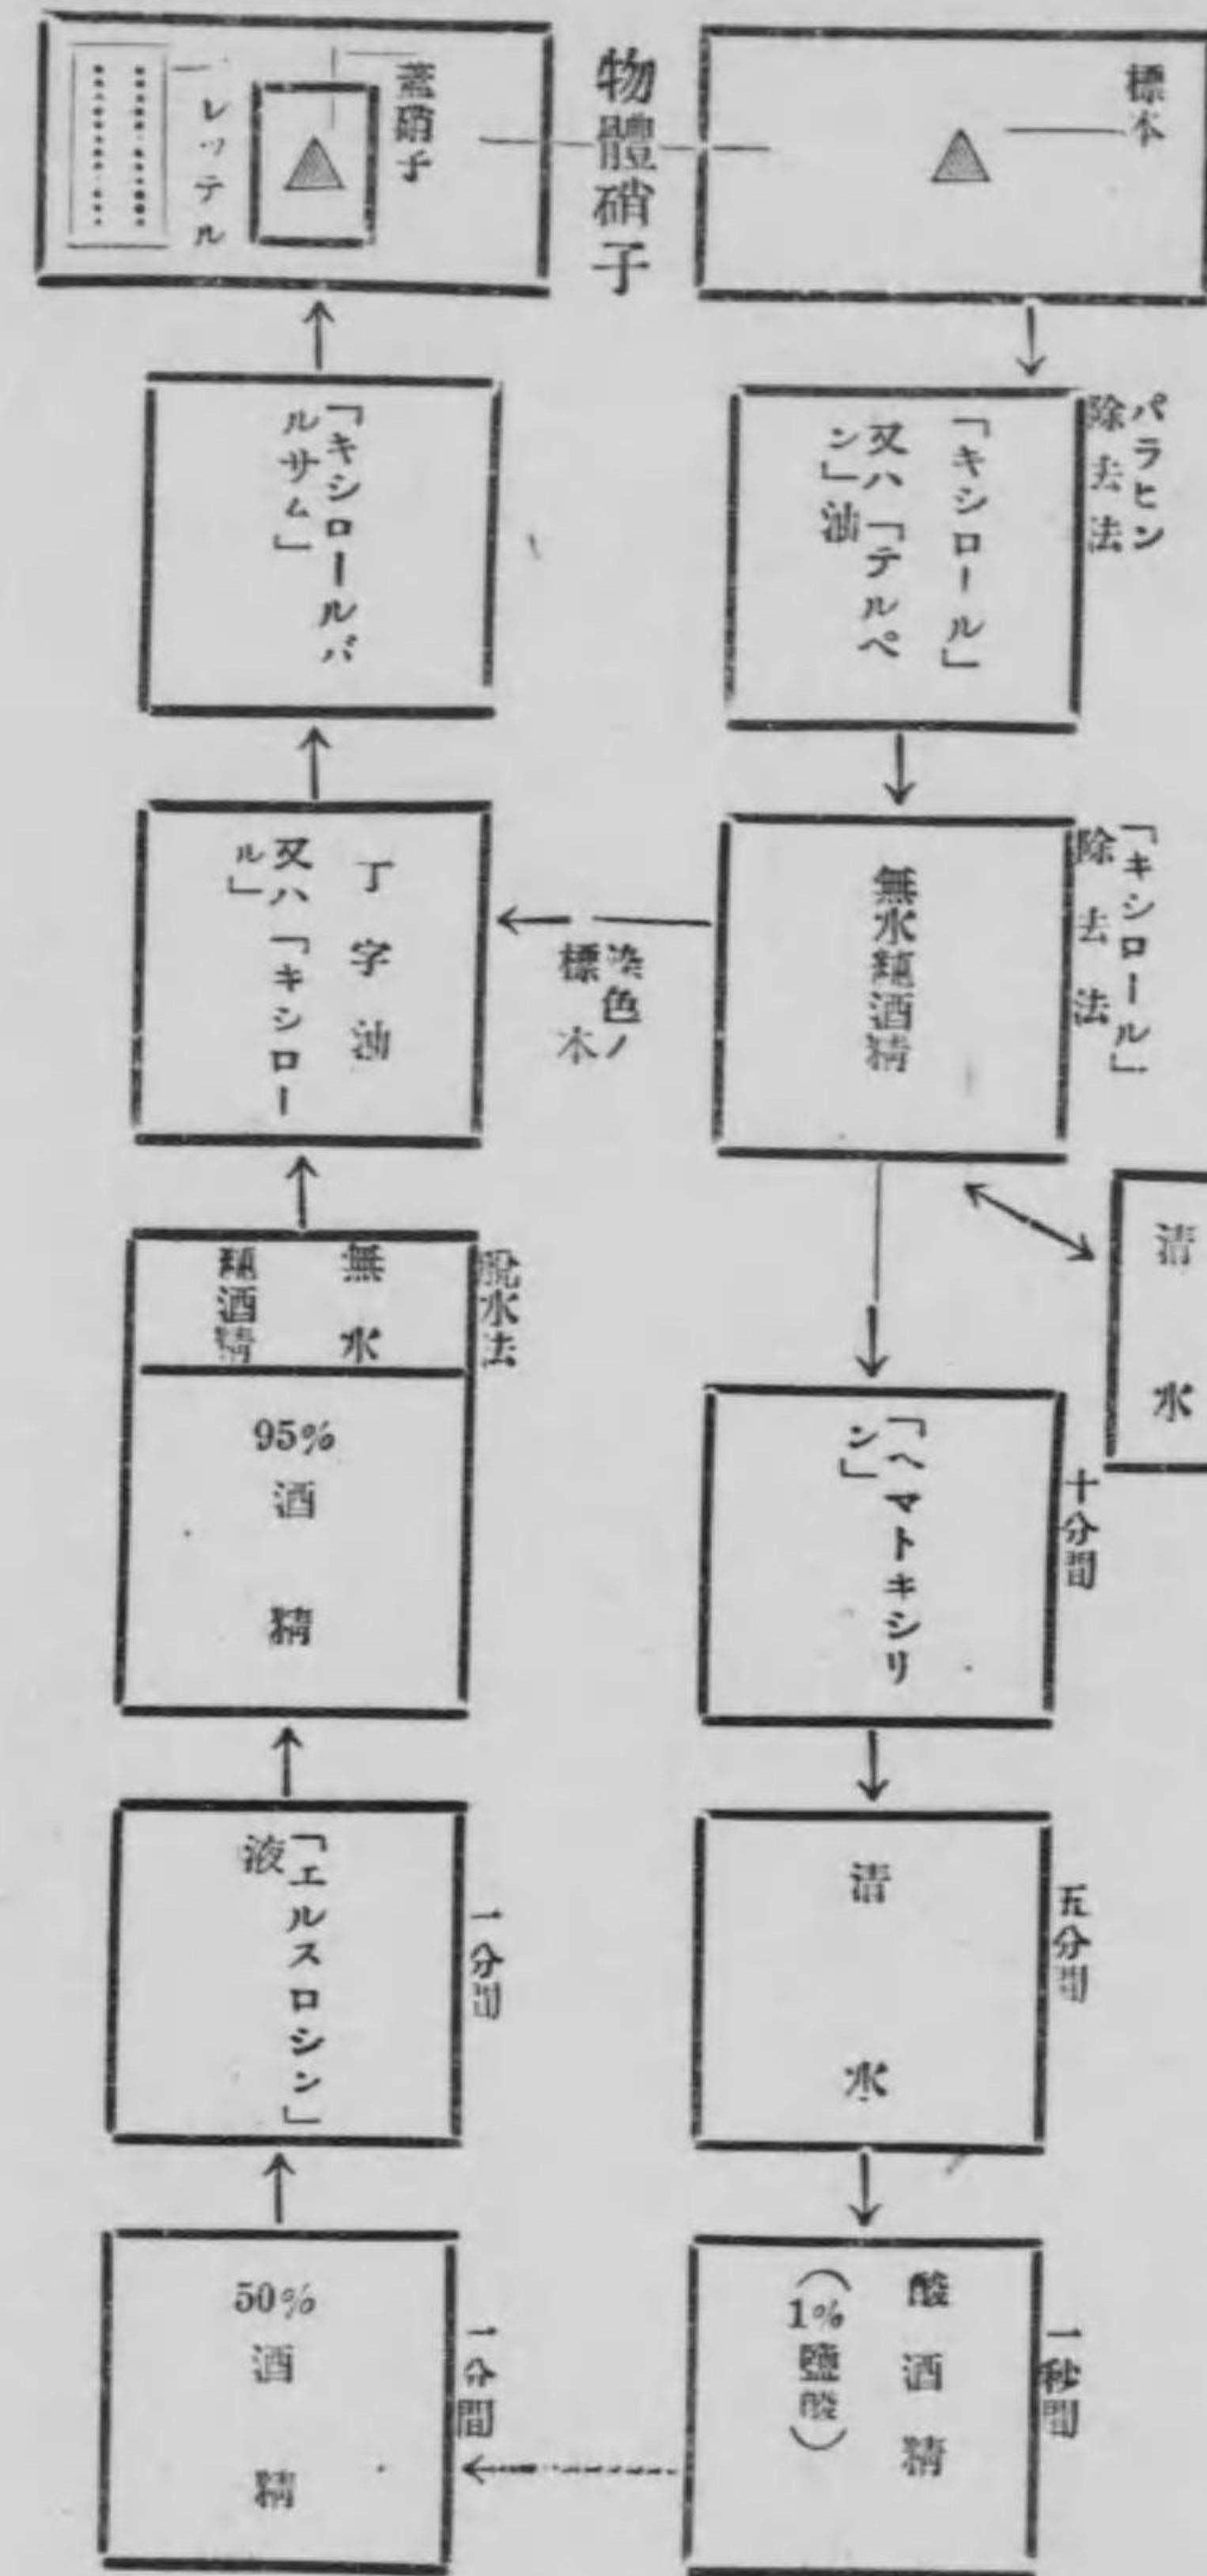 標本
物體硝子
蓋硝子
レッテル
パラヒン
除去法
「キシロール」
又ハ「テルペ
ン」油
「キシロール」
除去法
無水純酒精
清水
染色ノ
標本
十分間
「ヘマトキシリ
ン」
五分間
清水
一秒間
酸酒精
(1%鹽酸)
一分間
50%
酒精
一分間
「エルスロシン」
液
脱水法
無水
純酒精
95%
酒精
丁字油
又ハ「キシロー
ル」
「キシロールバ
ルサム」